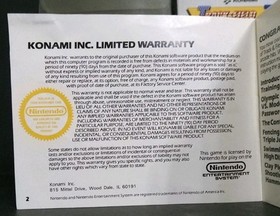 KONAMI INC. LIMITED WARRANTY
Konami Inc. warrants to the original purchaser of this Konami software product that the medium on
which this computer program is recorded is free from defects in materials and workmanship for a
period of ninety (90) days from the date of purchase. This Konami software program is sold "as is,"
without express or implied warranty of any kind, and Konami is not liable for any losses or damages
of any kind resulting from use of this program. Konami agrees for a period of ninety (90) days to
either repair or replace, at its option, free of charge, any Konami software product, postage paid,
with proof of date of purchase, at its Factory Service Center.
This warranty is not applicable to normal wear and tear. This warranty shall not be
applicable and shall be void if the defect in the Konami software product has arisen
through abuse, unreasonable use, mistreatment or neglect. THIS WARRANTY IS IN
LIEU OF ALL OTHER WARRANTIES AND NO OTHER REPRESENTATIONS OR
CLAIMS OF ANY NATURE SHALL BE BINDING ON OR OBLIGATE KONAMI.
ANY IMPLIED WARRANTIES APPLICABLE TO THIS SOFTWARE PRODUCT,
INCLUDING WARRANTIES OF MERCHANTABILITY AND FITNESS FOR A
PARTICULAR PURPOSE, ARE LIMITED TO THE NINETY (90) DAY PERIOD
DESCRIBED ABOVE. IN NO EVENT WILL KONAMI BE LIABLE FOR ANY SPECIAL,
INCIDENTAL, OR CONSEQUENTIAL DAMAGES RESULTING FROM POSSESSION,
USE OR MALFUNCTION OF THIS KONAMI SOFTWARE PRODUCT.
Nintendo
Some states do not allow limitations as to how long an implied warranty
lasts and/or exclusions or limitations of incidental or consequential
damages so the above limitations and/or exclusions of liability may not
apply to you. This warranty gives you specific rights, and you may also
have other rights which vary from state to state.
Konami Inc.
815 Mittel Drive, Wood Dale, IL 60191
This game is licensed by
Nintendo for play on the
Nintendo
ENTERTAINMENT
SYSTEM
2
Nintendo and Nintendo Entertainment System are registered trademarks of Nintendo of America Inc.